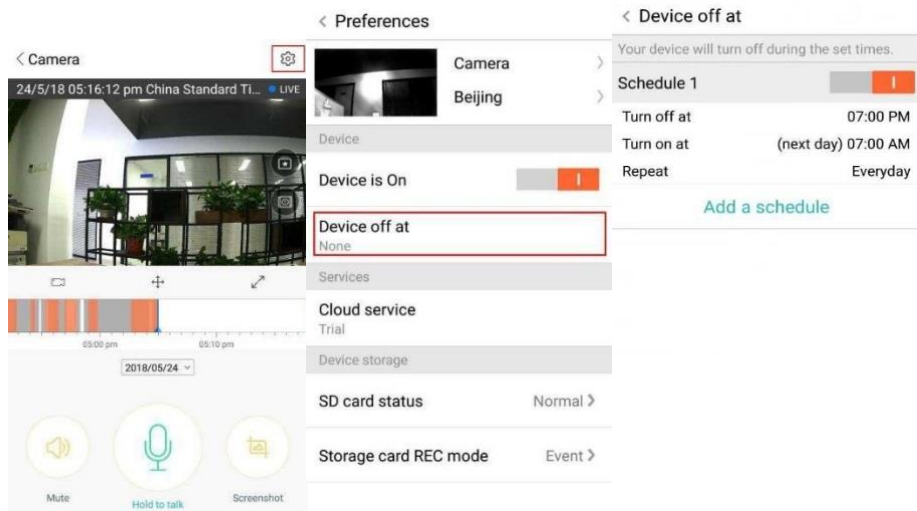 < Camera
24/5/18 05:16:12 pm China Standard Ti... LIVE
05:00 pm 05:10 pm
2018/05/24
Mute
Hold to talk
Screenshot
< Preferences
Camera
Beijing
Device
Device is On
Device off at
None
Services
Cloud service
Trial
Device storage
SD card status Normal >
Storage card REC mode Event >
< Device off at
Your device will turn off during the set times.
Schedule 1
Turn off at 07:00 PM
Turn on at (next day) 07:00 AM
Repeat Everyday
Add a schedule